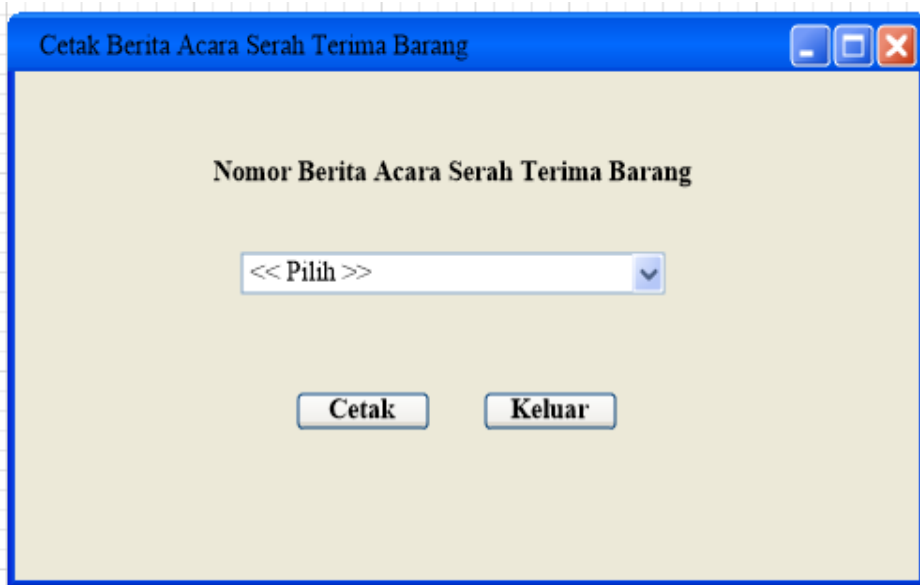 Cetak Berita Acara Serah Terima Barang
Nomor Berita Acara Serah Terima Barang
<< Pilih >>
Cetak Keluar